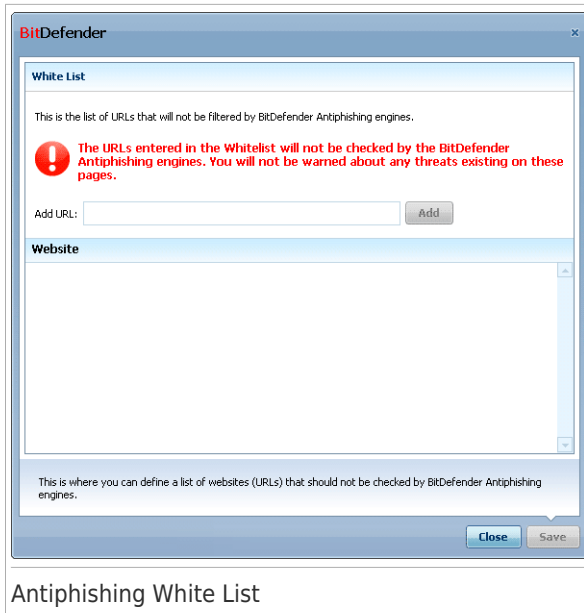 BitDefender
White List
This is the list of URLs that will not be filtered by BitDefender Antiphishing engines.
The URLs entered in the Whitelist will not be checked by the BitDefender
Antiphishing engines. You will not be warned about any threats existing on these
pages.
Add URL:
Add
Website
This is where you can define a list of websites (URLs) that should not be checked by BitDefender Antiphishing
engines.
Close
Save
Antiphishing White List